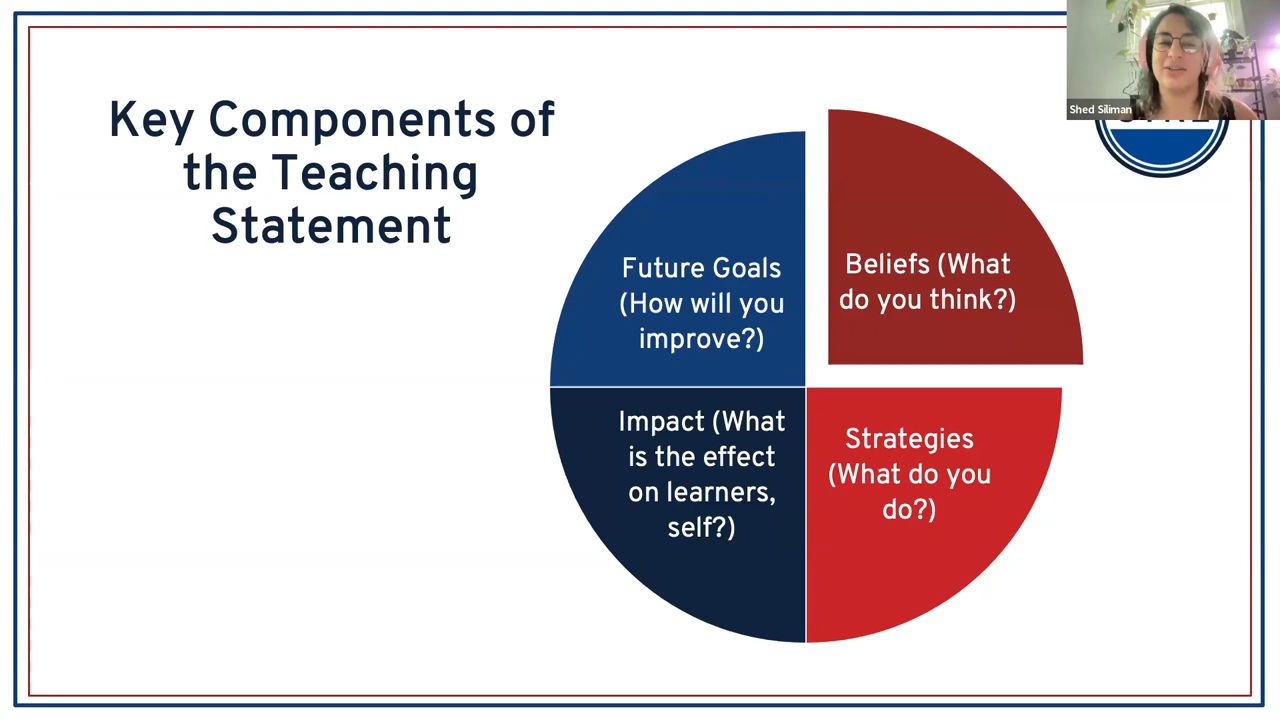 Key Components of
the Teaching
Statement
Shed Siliman
Future Goals
(How will you
improve?)
Beliefs (What
do you think?)
Impact (What
is the effect
on learners,
self?)
Strategies
(What do you
do?)